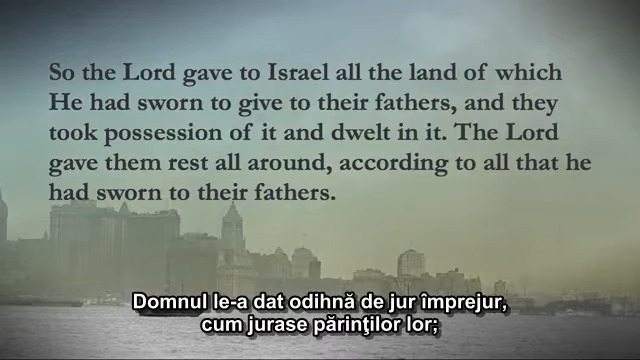 So the Lord gave to Israel all the land of which
He had sworn to give to their fathers, and they
took possession of it and dwelt in it. The Lord
gave them rest all around, according to all that he
had sworn to their fathers.
Domnul le-a dat odihnă de jur împrejur,
cum jurase părinţilor lor;